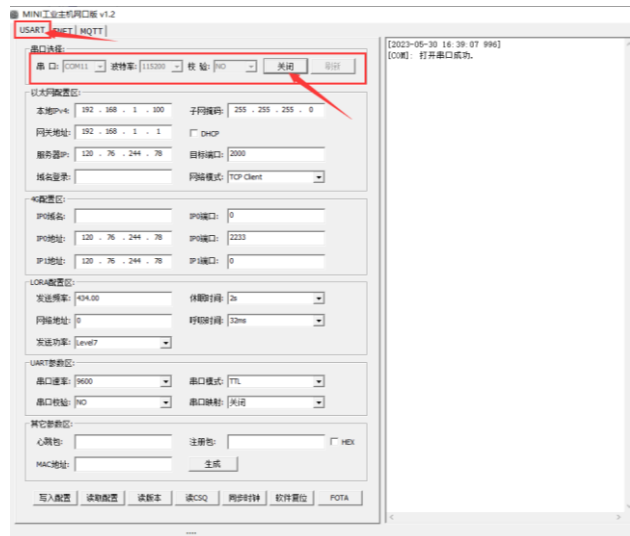 MINI工业主机网口版 v1.2
USART ENET MQTT
串口选择:
串 口: COM11 波特率: 115200 校 验: NO 关闭 刷新
以太网配置区:
本地IPv4: 192 . 168 . 1 . 100 子网掩码: 255 . 255 . 255 . 0
网关地址: 192 . 168 . 1 . 1 DHCP
服务器IP: 120 . 76 . 244 . 78 目标端口: 2000
域名登录: 网络模式: TCP Client
4G配置区:
IP0域名: IP0端口: 0
IP0地址: 120 . 76 . 244 . 78 IP0端口: 2233
IP1地址: 120 . 76 . 244 . 78 IP1端口: 0
LORA配置区:
发送频率: 434.00 休眠时间: 2s
网络地址: 0 呼吸时间: 32ms
发送功率: Level7
UART参数区:
串口速率: 9600 串口模式: TTL
串口校验: NO 串口映射: 关闭
其它参数区:
心跳包: 注册包: HEX
MAC地址: 生成
写入配置 读取配置 读版本 读CSQ 同步时钟 软件复位 FOTA
[2023-05-30 16:39:07 996]
[COM]: 打开串口成功.